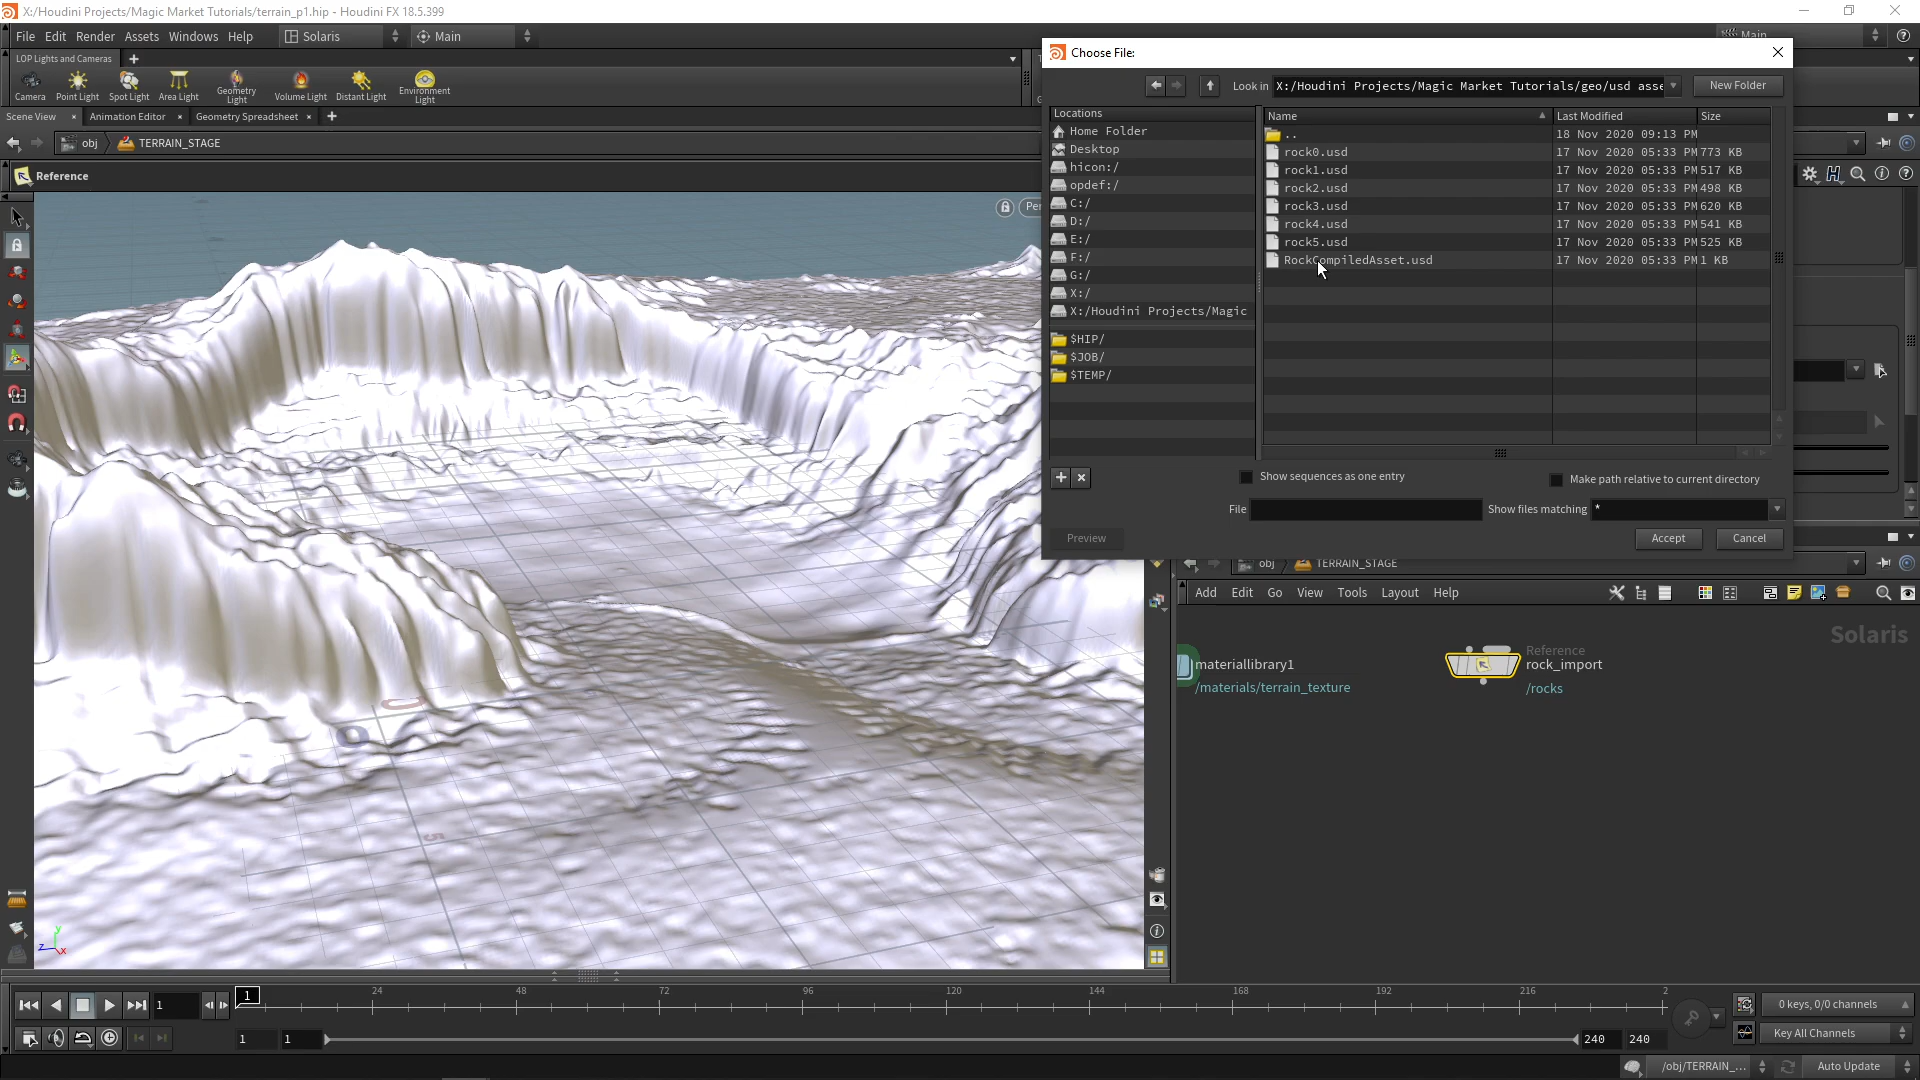 X:/Houdini Projects/Magic Market Tutorials/terrain_p1.hip - Houdini FX 18.5.399
File Edit Render Assets Windows Help Solaris Main
Main
LOP Lights and Cameras
Camera Point Light Spot Light Area Light Geometry Light Volume Light Distant Light Environment Light
Scene View Animation Editor Geometry Spreadsheet
obj TERRAIN_STAGE
Reference
Choose File:
Look in X:/Houdini Projects/Magic Market Tutorials/geo/usd asse New Folder
Locations
Home Folder
Desktop
hicon:/
opdef:/
C:/
D:/
E:/
F:/
G:/
X:/
X:/Houdini Projects/Magic
$HIP/
$JOB/
$TEMP/
Name Last Modified Size
.. 18 Nov 2020 09:13 PM
rock0.usd 17 Nov 2020 05:33 PM 773 KB
rock1.usd 17 Nov 2020 05:33 PM 517 KB
rock2.usd 17 Nov 2020 05:33 PM 498 KB
rock3.usd 17 Nov 2020 05:33 PM 620 KB
rock4.usd 17 Nov 2020 05:33 PM 541 KB
rock5.usd 17 Nov 2020 05:33 PM 525 KB
RockCompiledAsset.usd 17 Nov 2020 05:33 PM 1 KB
Show sequences as one entry Make path relative to current directory
File Show files matching *
Preview Accept Cancel
Per
obj TERRAIN_STAGE
Add Edit Go View Tools Layout Help
Solaris
materiallibrary1
/materials/terrain_texture
Reference
rock_import
/rocks
0
5
y
z x
1 1 24 48 72 96 120 144 168 192 216 2
0 keys, 0/0 channels
1 1 240 240 Key All Channels
/obj/TERRAIN_... Auto Update